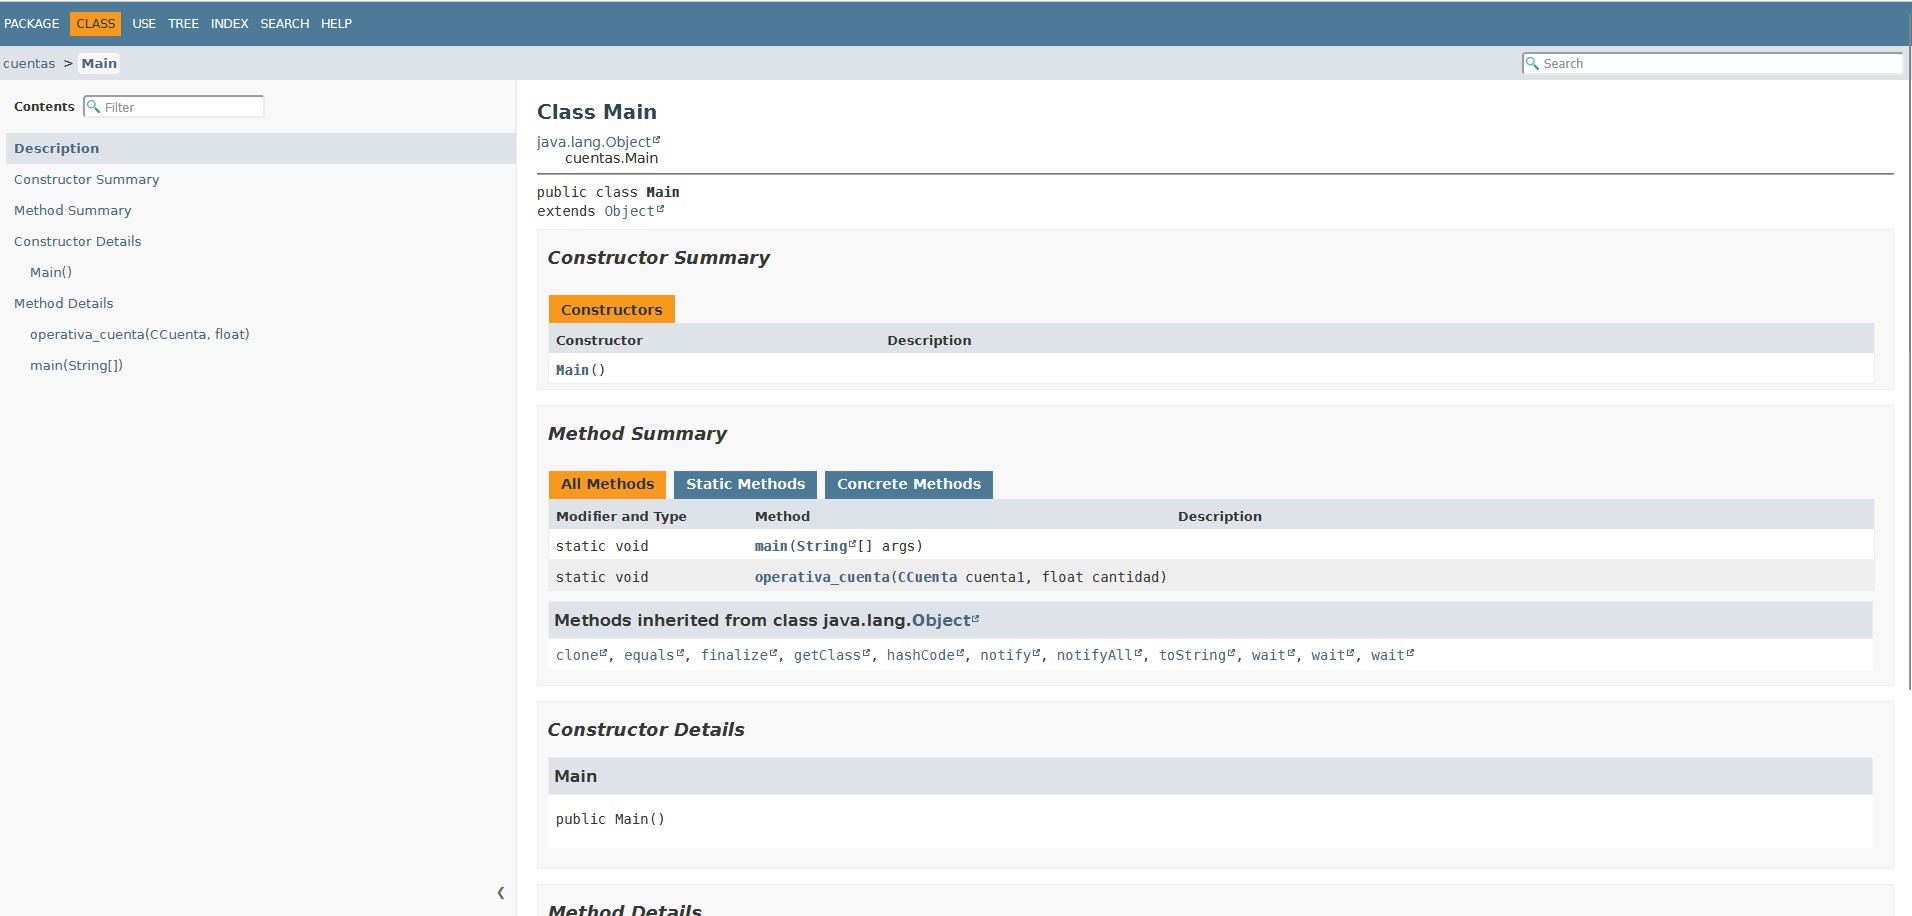 PACKAGE CLASS USE TREE INDEX SEARCH HELP
cuentas > Main
Search
Contents Filter
Description
Constructor Summary
Method Summary
Constructor Details
Main()
Method Details
operativa_cuenta(CCuenta, float)
main(String[])
Class Main
java.lang.Object
cuentas.Main
public class Main
extends Object
Constructor Summary
Constructors
Constructor Description
Main()
Method Summary
All Methods Static Methods Concrete Methods
Modifier and Type Method Description
static void main(String[] args)
static void operativa_cuenta(CCuenta cuenta1, float cantidad)
Methods inherited from class java.lang.Object
clone, equals, finalize, getClass, hashCode, notify, notifyAll, toString, wait, wait, wait
Constructor Details
Main
public Main()
Method Details